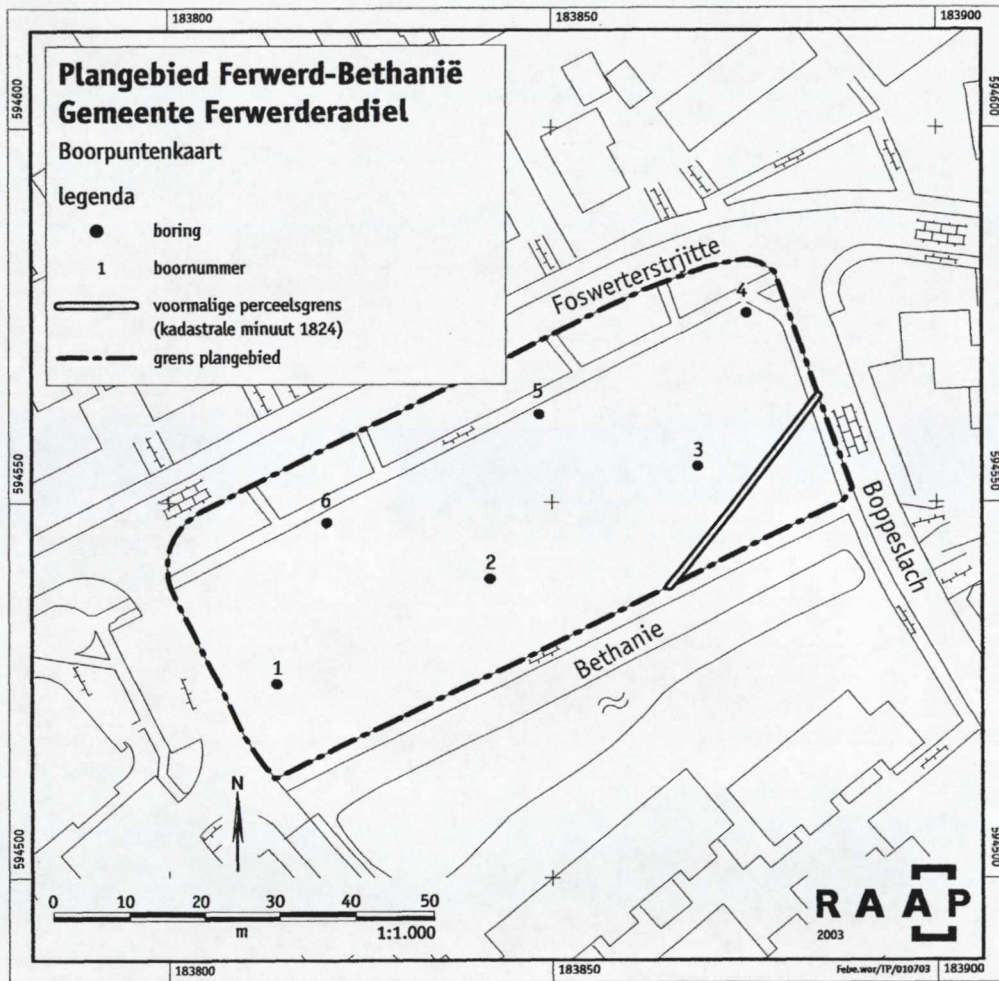 183800
183850
183900
594600
594600
Plangebied Ferwerd-Bethanië
Gemeente Ferwerderadiel
Boorpuntenkaart
legenda
boring
1 boornummer
voormalige perceelsgrens
(kadastrale minuut 1824)
grens plangebied
Foswerterstrjitte
4
5
3
594550
594550
6
2
Boppeslach
Bethanie
1
N
594500
594500
0 10 20 30 40 50
m 1:1.000
RAAP
2003
183800
183850
Febe.wor/TP/010703
183900